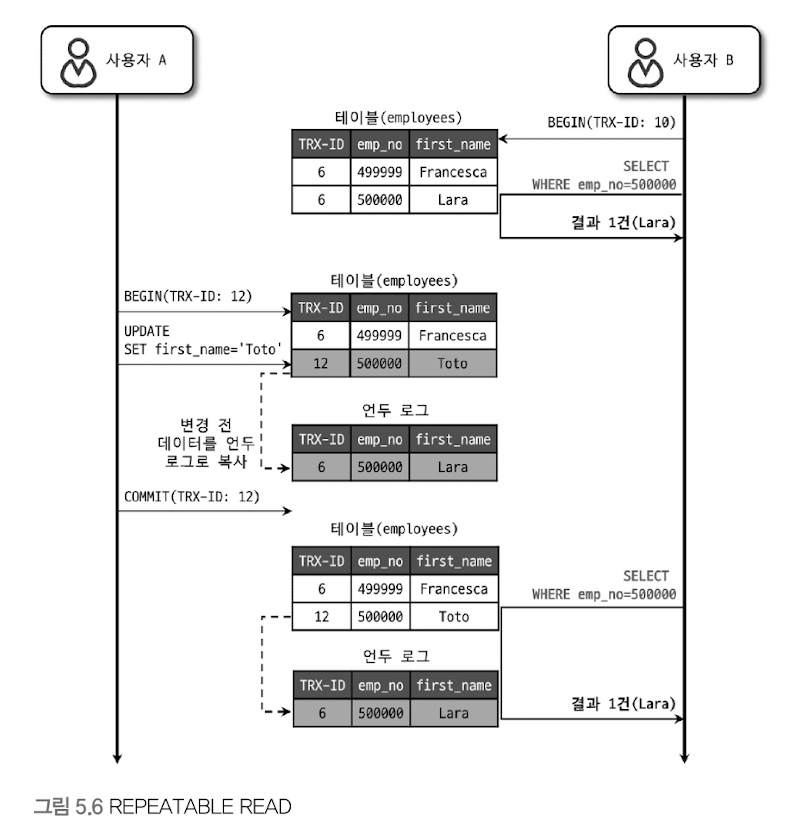 사용자 A
사용자 B
테이블(employees)
BEGIN(TRX-ID: 10)
TRX-ID emp_no first_name
6 499999 Francesca
6 500000 Lara
SELECT
WHERE emp_no=500000
결과 1건(Lara)
테이블(employees)
BEGIN(TRX-ID: 12)
TRX-ID emp_no first_name
6 499999 Francesca
12 500000 Toto
UPDATE
SET first_name='Toto'
언두 로그
변경 전
데이터를 언두
로그로 복사
TRX-ID emp_no first_name
6 500000 Lara
COMMIT(TRX-ID: 12)
테이블(employees)
TRX-ID emp_no first_name
6 499999 Francesca
12 500000 Toto
SELECT
WHERE emp_no=500000
언두 로그
TRX-ID emp_no first_name
6 500000 Lara
결과 1건(Lara)
그림 5.6 REPEATABLE READ